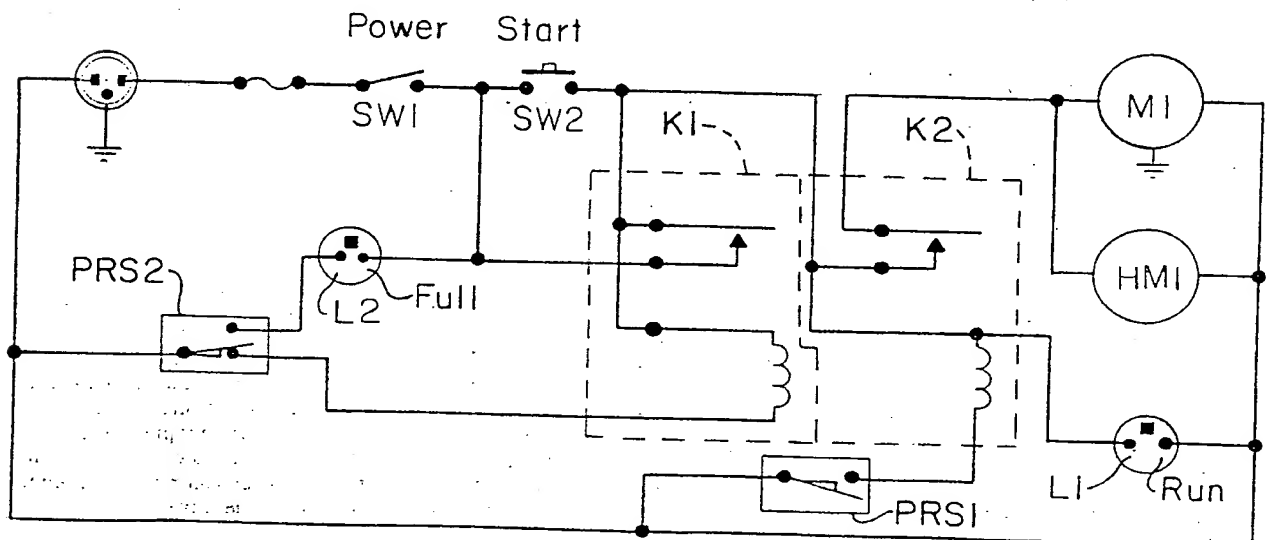 Power Start
SW1 SW2
K1 K2
M1
HM1
PRS2
L2 Full
L1 Run
PRS1